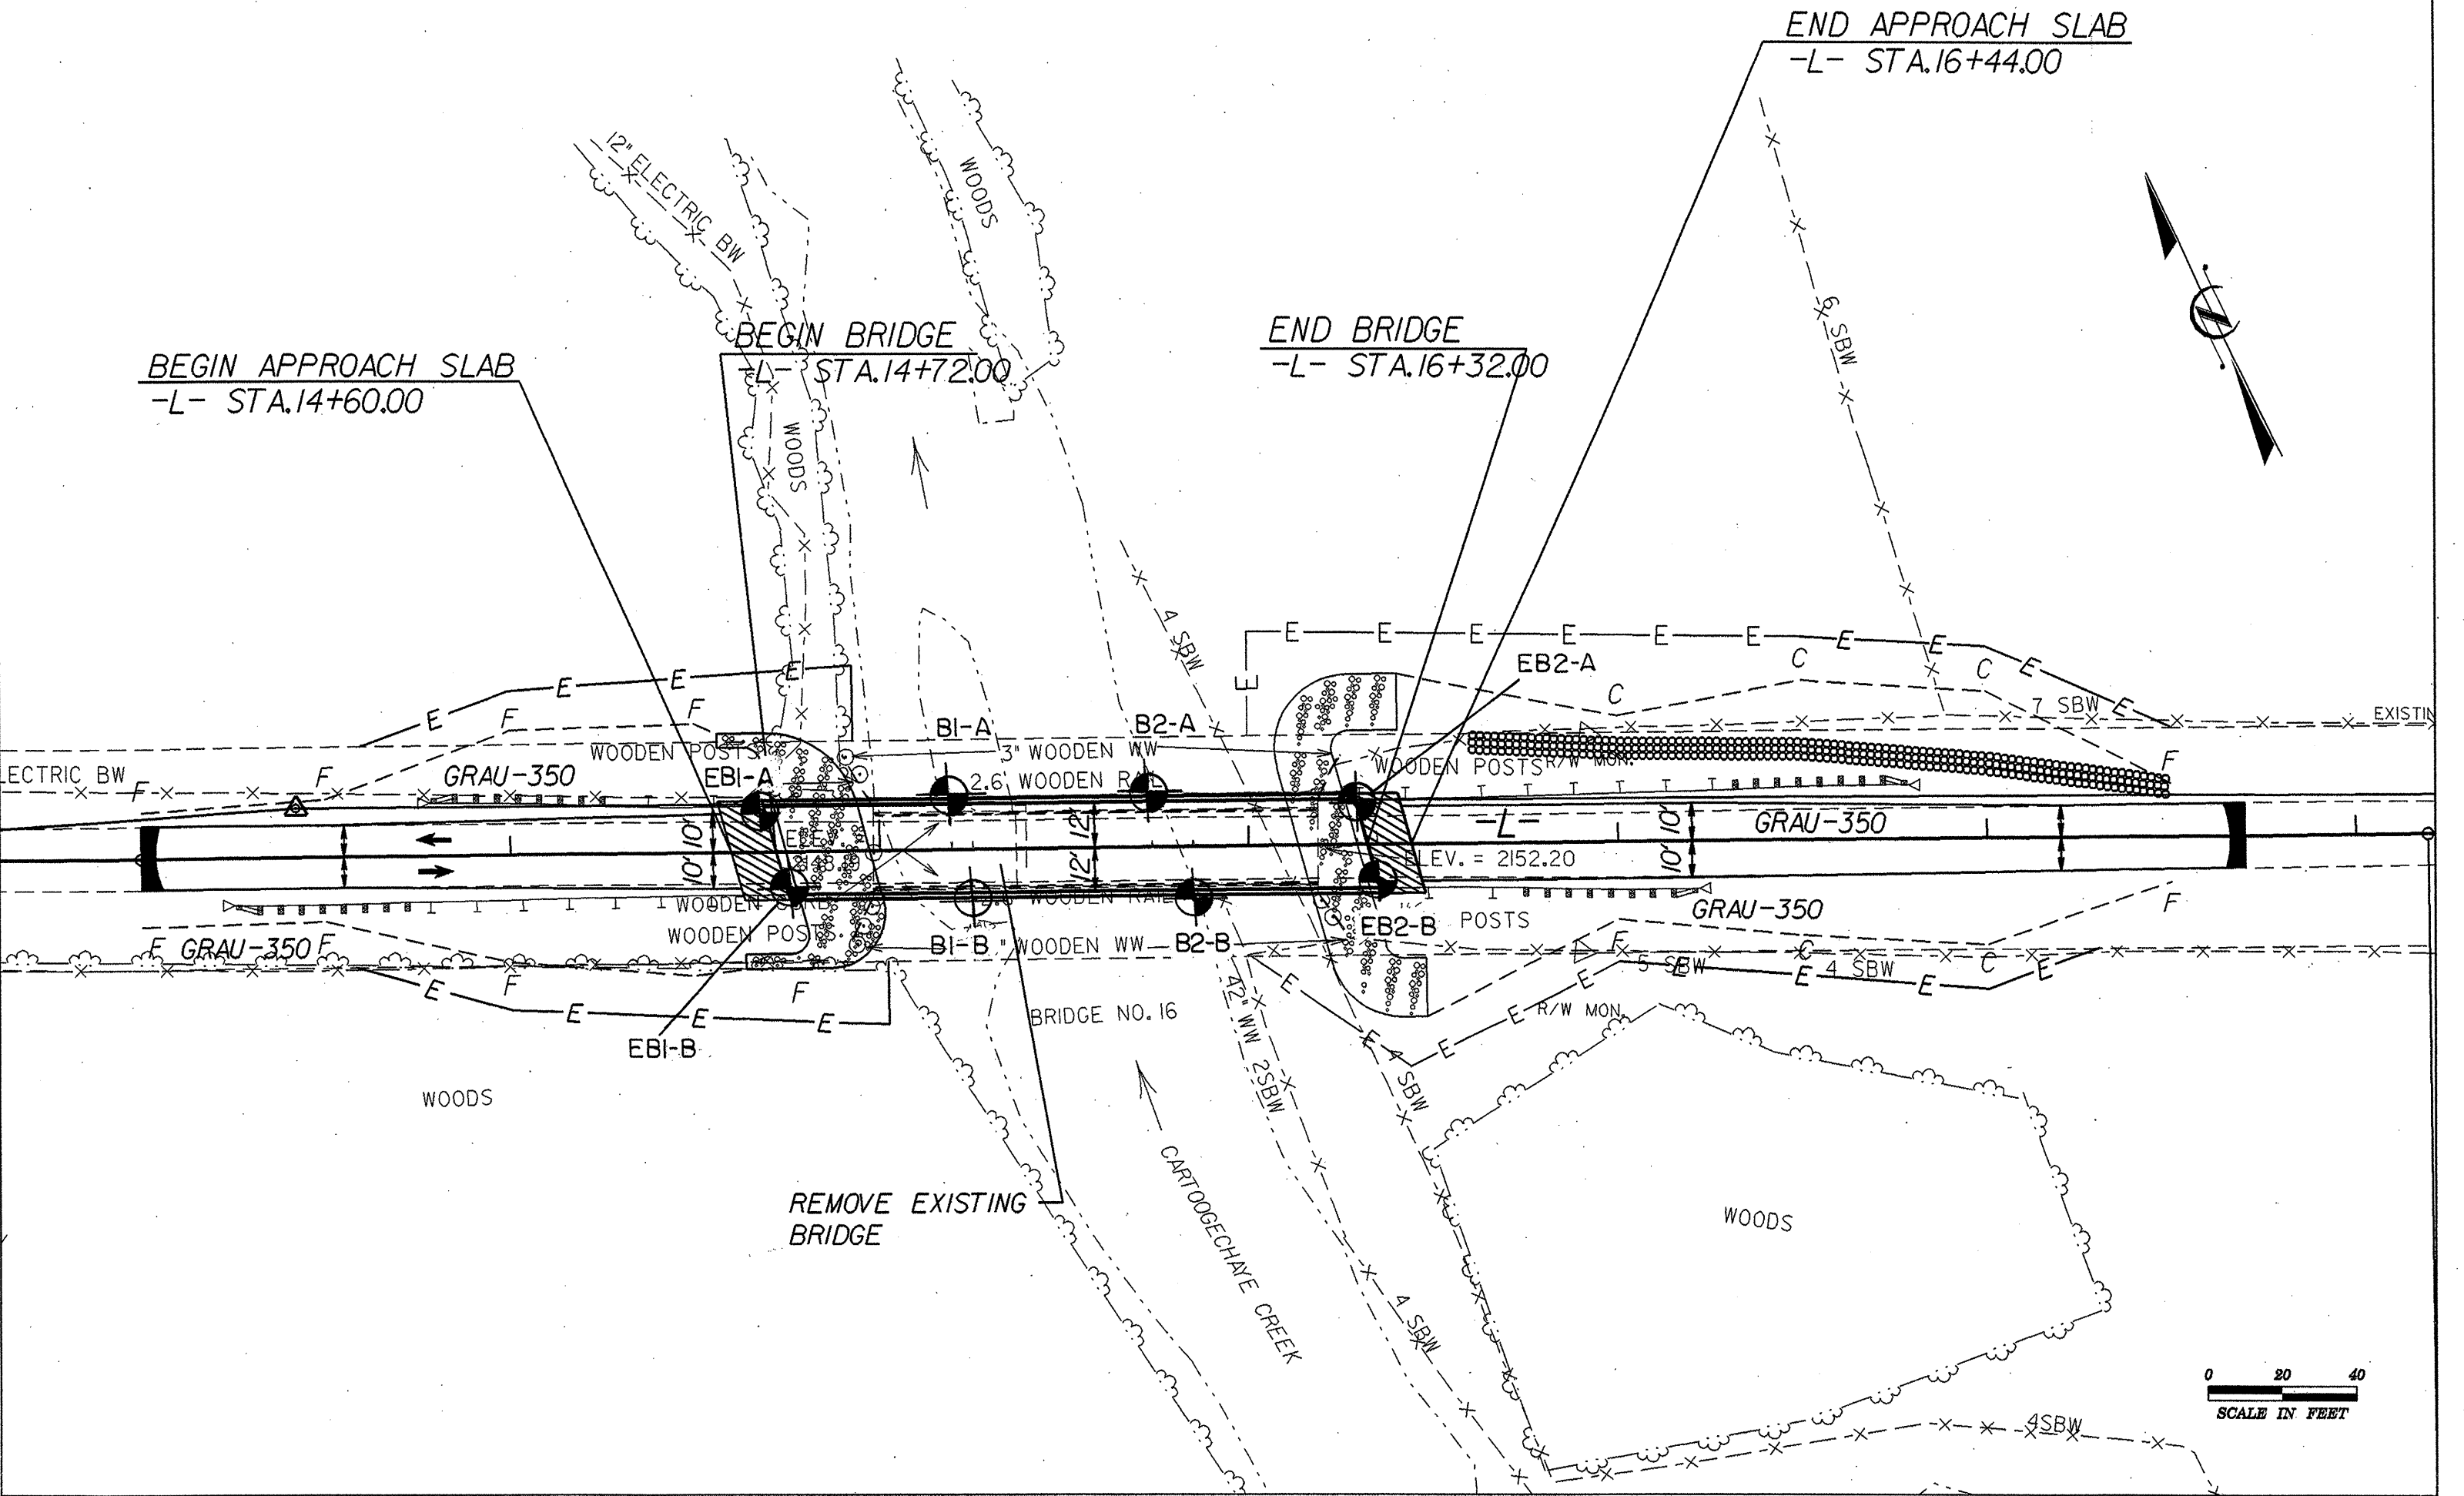 END APPROACH SLAB
-L- STA.16+44.00
12" ELECTRIC BW
WOODS
6 SBW
BEGIN BRIDGE
-L- STA.14+72.00
END BRIDGE
-L- STA.16+32.00
BEGIN APPROACH SLAB
-L- STA.14+60.00
WOODS
4 SBW
E E E E E E E E E E
EB2-A
C C C
E E E E
F F
B1-A
B2-A
7 SBW
EXISTIN
WOODEN POSTS
3" WOODEN WW
WOODEN POSTS
R/W MON.
F
LECTRIC BW
F F
GRAU-350
EB1-A
2.6' WOODEN RA
10'
10'
12'
12'
-L-
10'
10'
GRAU-350
ELEV. = 2152.20
WOODEN
WOODEN RAIL
GRAU-350
F
F GRAU-350 F
WOODEN POSTS
B1-B
WOODEN WW
B2-B
EB2-B
POSTS
F C C
5 SBW
4 SBW
E E E E
E E E E
F F
E E E E
BRIDGE NO. 16
R/W MON.
EB1-B
42" WW 2SBW
4 SBW
WOODS
CARTOOGECHAYE CREEK
REMOVE EXISTING
BRIDGE
WOODS
4 SBW
0 20 40
SCALE IN FEET
4SBW